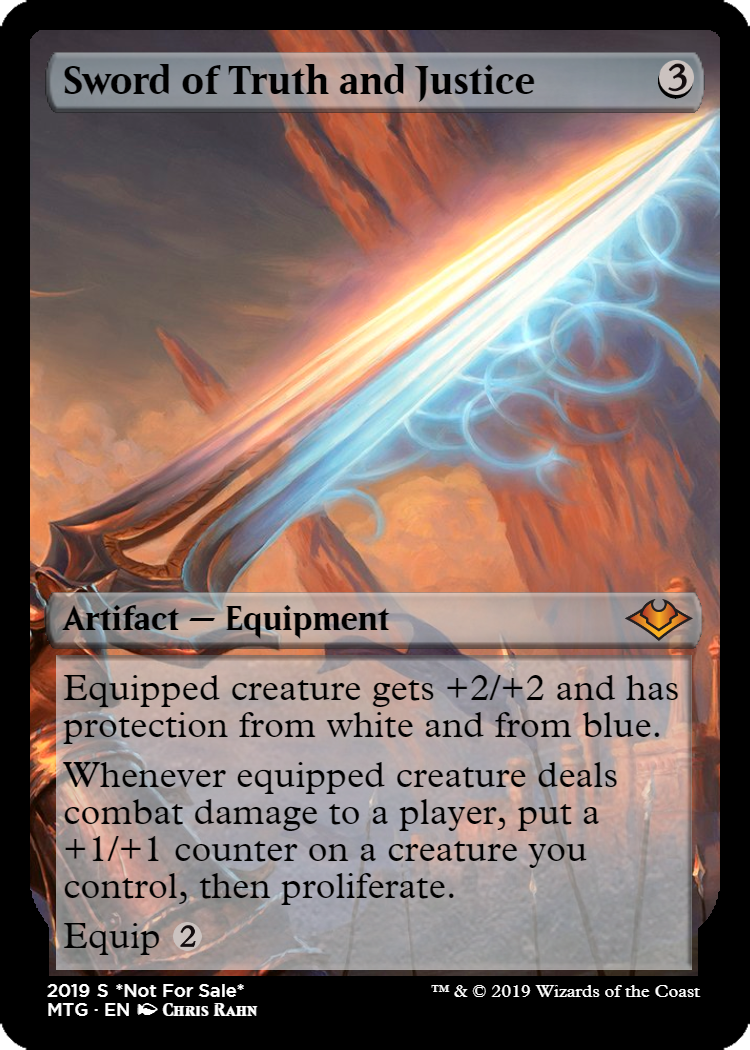 Sword of Truth and Justice 3
Artifact — Equipment
Equipped creature gets +2/+2 and has
protection from white and from blue.
Whenever equipped creature deals
combat damage to a player, put a
+1/+1 counter on a creature you
control, then proliferate.
Equip 2
2019 S *Not For Sale*
™ & © 2019 Wizards of the Coast
MTG · EN Chris Rahn